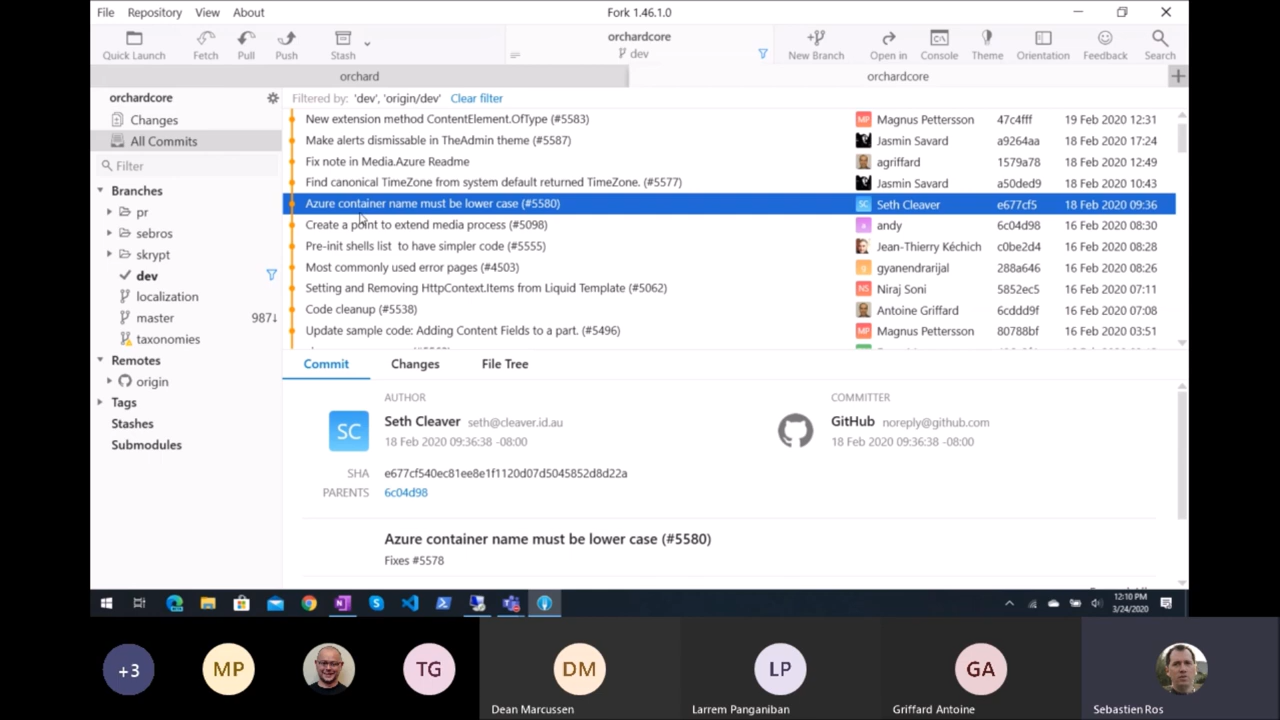 File Repository View About
Fork 1.46.1.0
Quick Launch Fetch Pull Push Stash
orchardcore
dev
New Branch Open in Console Theme Orientation Feedback Search
orchard
orchardcore
orchardcore
Changes
All Commits
Filter
Branches
pr
sebros
skrypt
dev
localization
master 987↓
taxonomies
Remotes
origin
Tags
Stashes
Submodules
Filtered by: 'dev', 'origin/dev' Clear filter
New extension method ContentElement.OfType (#5583) MP Magnus Pettersson 47c4fff 19 Feb 2020 12:31
Make alerts dismissable in TheAdmin theme (#5587) Jasmin Savard a9264aa 18 Feb 2020 17:24
Fix note in Media.Azure Readme agriffard 1579a78 18 Feb 2020 12:49
Find canonical TimeZone from system default returned TimeZone. (#5577) Jasmin Savard a50ded9 18 Feb 2020 10:43
Azure container name must be lower case (#5580) SC Seth Cleaver e677cf5 18 Feb 2020 09:36
Create a point to extend media process (#5098) a andy 6c04d98 16 Feb 2020 08:30
Pre-init shells list to have simpler code (#5555) Jean-Thierry Kéchich c0be2d4 16 Feb 2020 08:28
Most commonly used error pages (#4503) g gyanendrarijal 288a646 16 Feb 2020 08:26
Setting and Removing HttpContext.Items from Liquid Template (#5062) NS Niraj Soni 5852ec5 16 Feb 2020 07:11
Code cleanup (#5538) Antoine Griffard 6cddd9f 16 Feb 2020 07:08
Update sample code: Adding Content Fields to a part. (#5496) MP Magnus Pettersson 80788bf 16 Feb 2020 03:51
Commit Changes File Tree
AUTHOR
SC
Seth Cleaver seth@cleaver.id.au
18 Feb 2020 09:36:38 -08:00
COMMITTER
GitHub noreply@github.com
18 Feb 2020 09:36:38 -08:00
SHA e677cf540ec81ee8e1f1120d07d5045852d8d22a
PARENTS 6c04d98
Azure container name must be lower case (#5580)
Fixes #5578
12:10 PM
3/24/2020
+3 MP TG DM LP GA
Dean Marcussen Larrem Panganiban Griffard Antoine Sebastien Ros